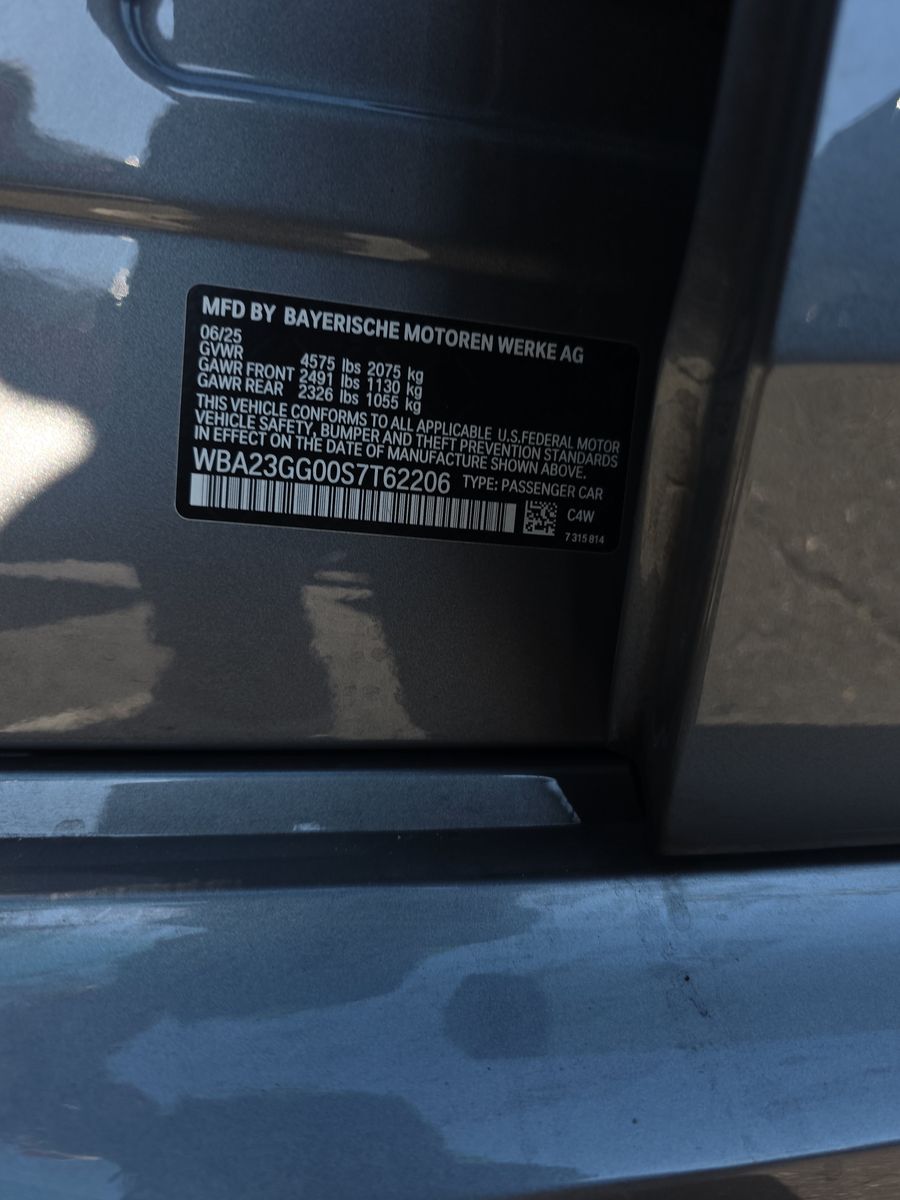 MFD BY BAYERISCHE MOTOREN WERKE AG
06/25
GVWR 4575 lbs 2075 kg
GAWR FRONT 2491 lbs 1130 kg
GAWR REAR 2326 lbs 1055 kg
THIS VEHICLE CONFORMS TO ALL APPLICABLE U.S.FEDERAL MOTOR
VEHICLE SAFETY, BUMPER AND THEFT PREVENTION STANDARDS
IN EFFECT ON THE DATE OF MANUFACTURE SHOWN ABOVE.
WBA23GG00S7T62206 TYPE: PASSENGER CAR
C4W
7 315 814